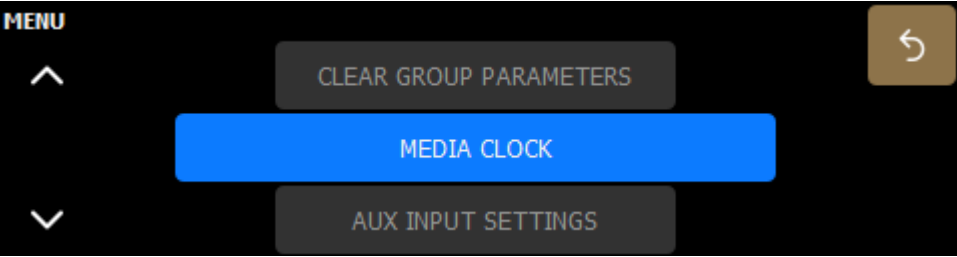 MENU
CLEAR GROUP PARAMETERS
MEDIA CLOCK
AUX INPUT SETTINGS